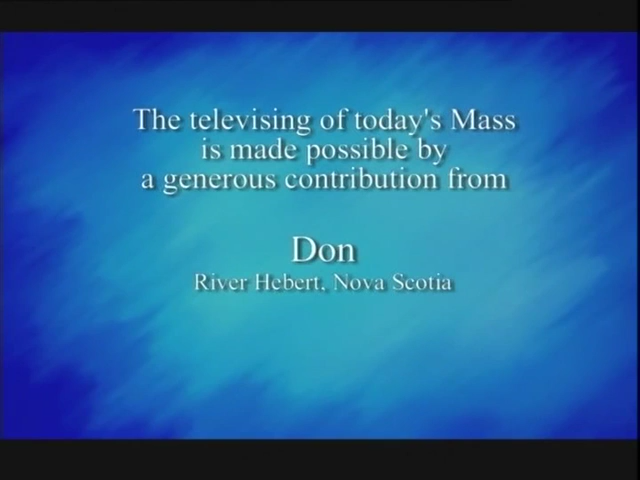 The televising of today's Mass
is made possible by
a generous contribution from
Don
River Hebert, Nova Scotia